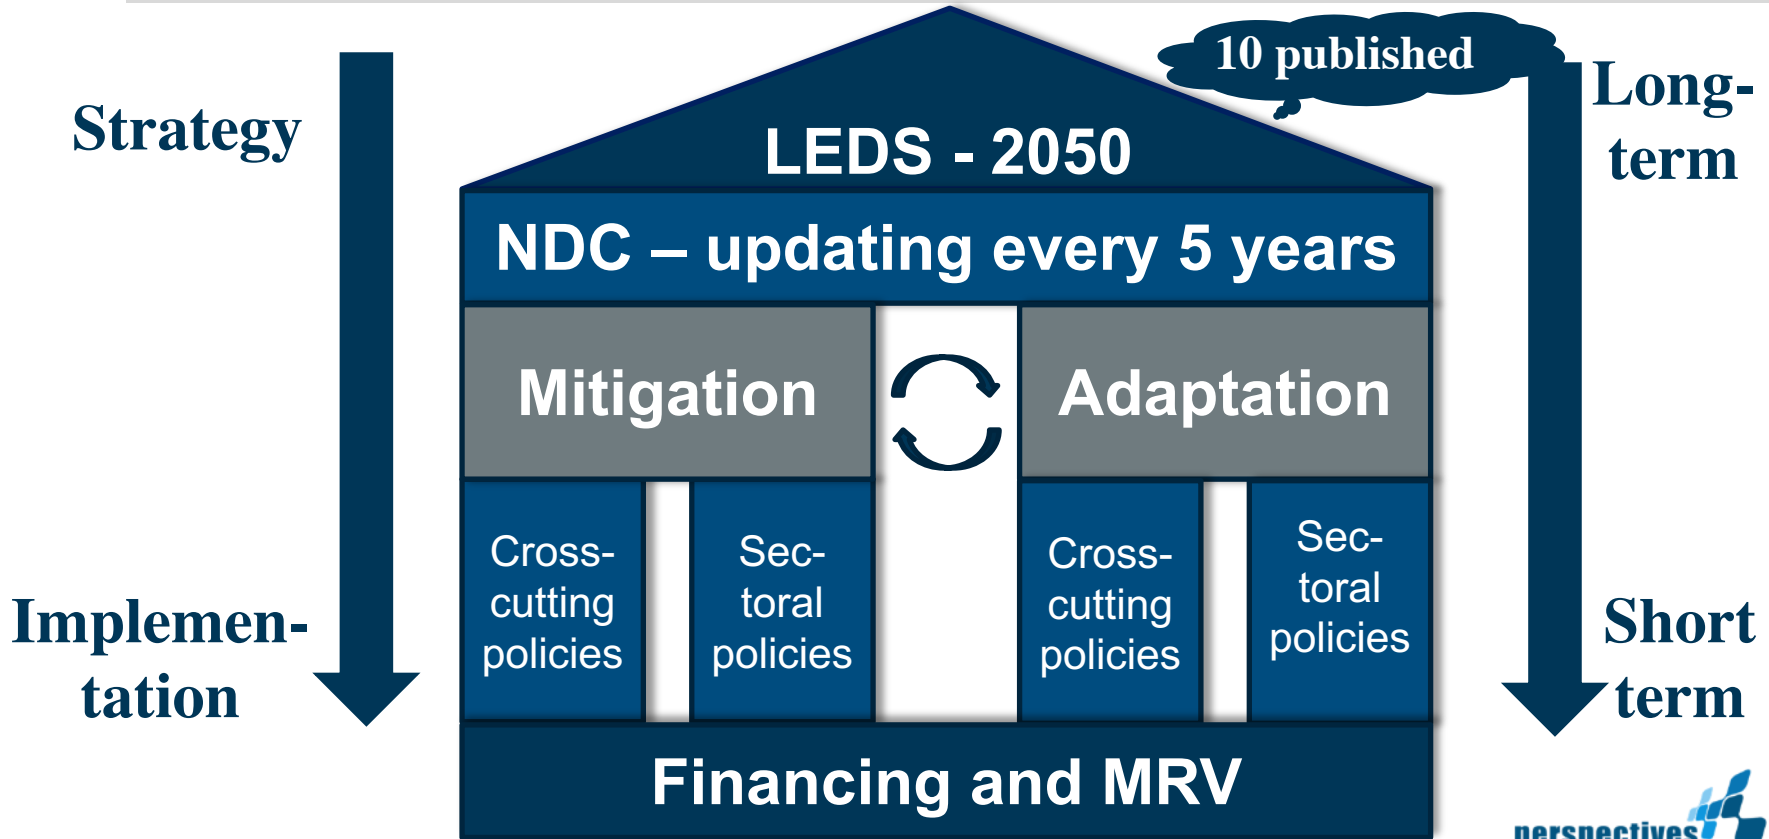 10 published
Strategy
Long-
term
LEDS - 2050
NDC – updating every 5 years
Mitigation
Adaptation
Cross-
cutting
policies
Sec-
toral
policies
Cross-
cutting
policies
Sec-
toral
policies
Implemen-
tation
Short
term
Financing and MRV
perspectives